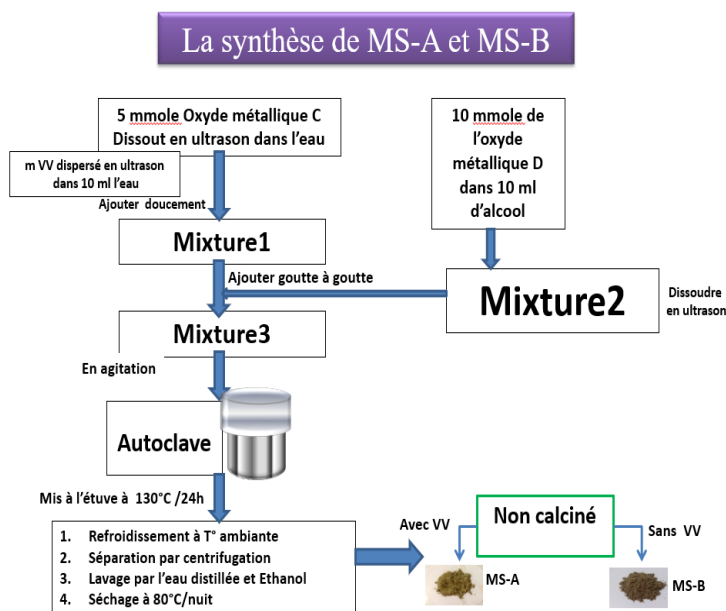 La synthèse de MS-A et MS-B
5 mmole Oxyde métallique C
Dissout en ultrason dans l'eau
m VV dispersé en ultrason
dans 10 ml l'eau
Ajouter doucement
10 mmole de
l'oxyde
métallique D
dans 10 ml
d'alcool
Mixture1
Ajouter goutte à goutte
Mixture2
Dissoudre
en ultrason
Mixture3
En agitation
Autoclave
Mis à l'étuve à 130°C /24h
1. Refroidissement à T° ambiante
2. Séparation par centrifugation
3. Lavage par l'eau distillée et Ethanol
4. Séchage à 80°C/nuit
Avec VV
Non calciné
Sans VV
MS-A
MS-B